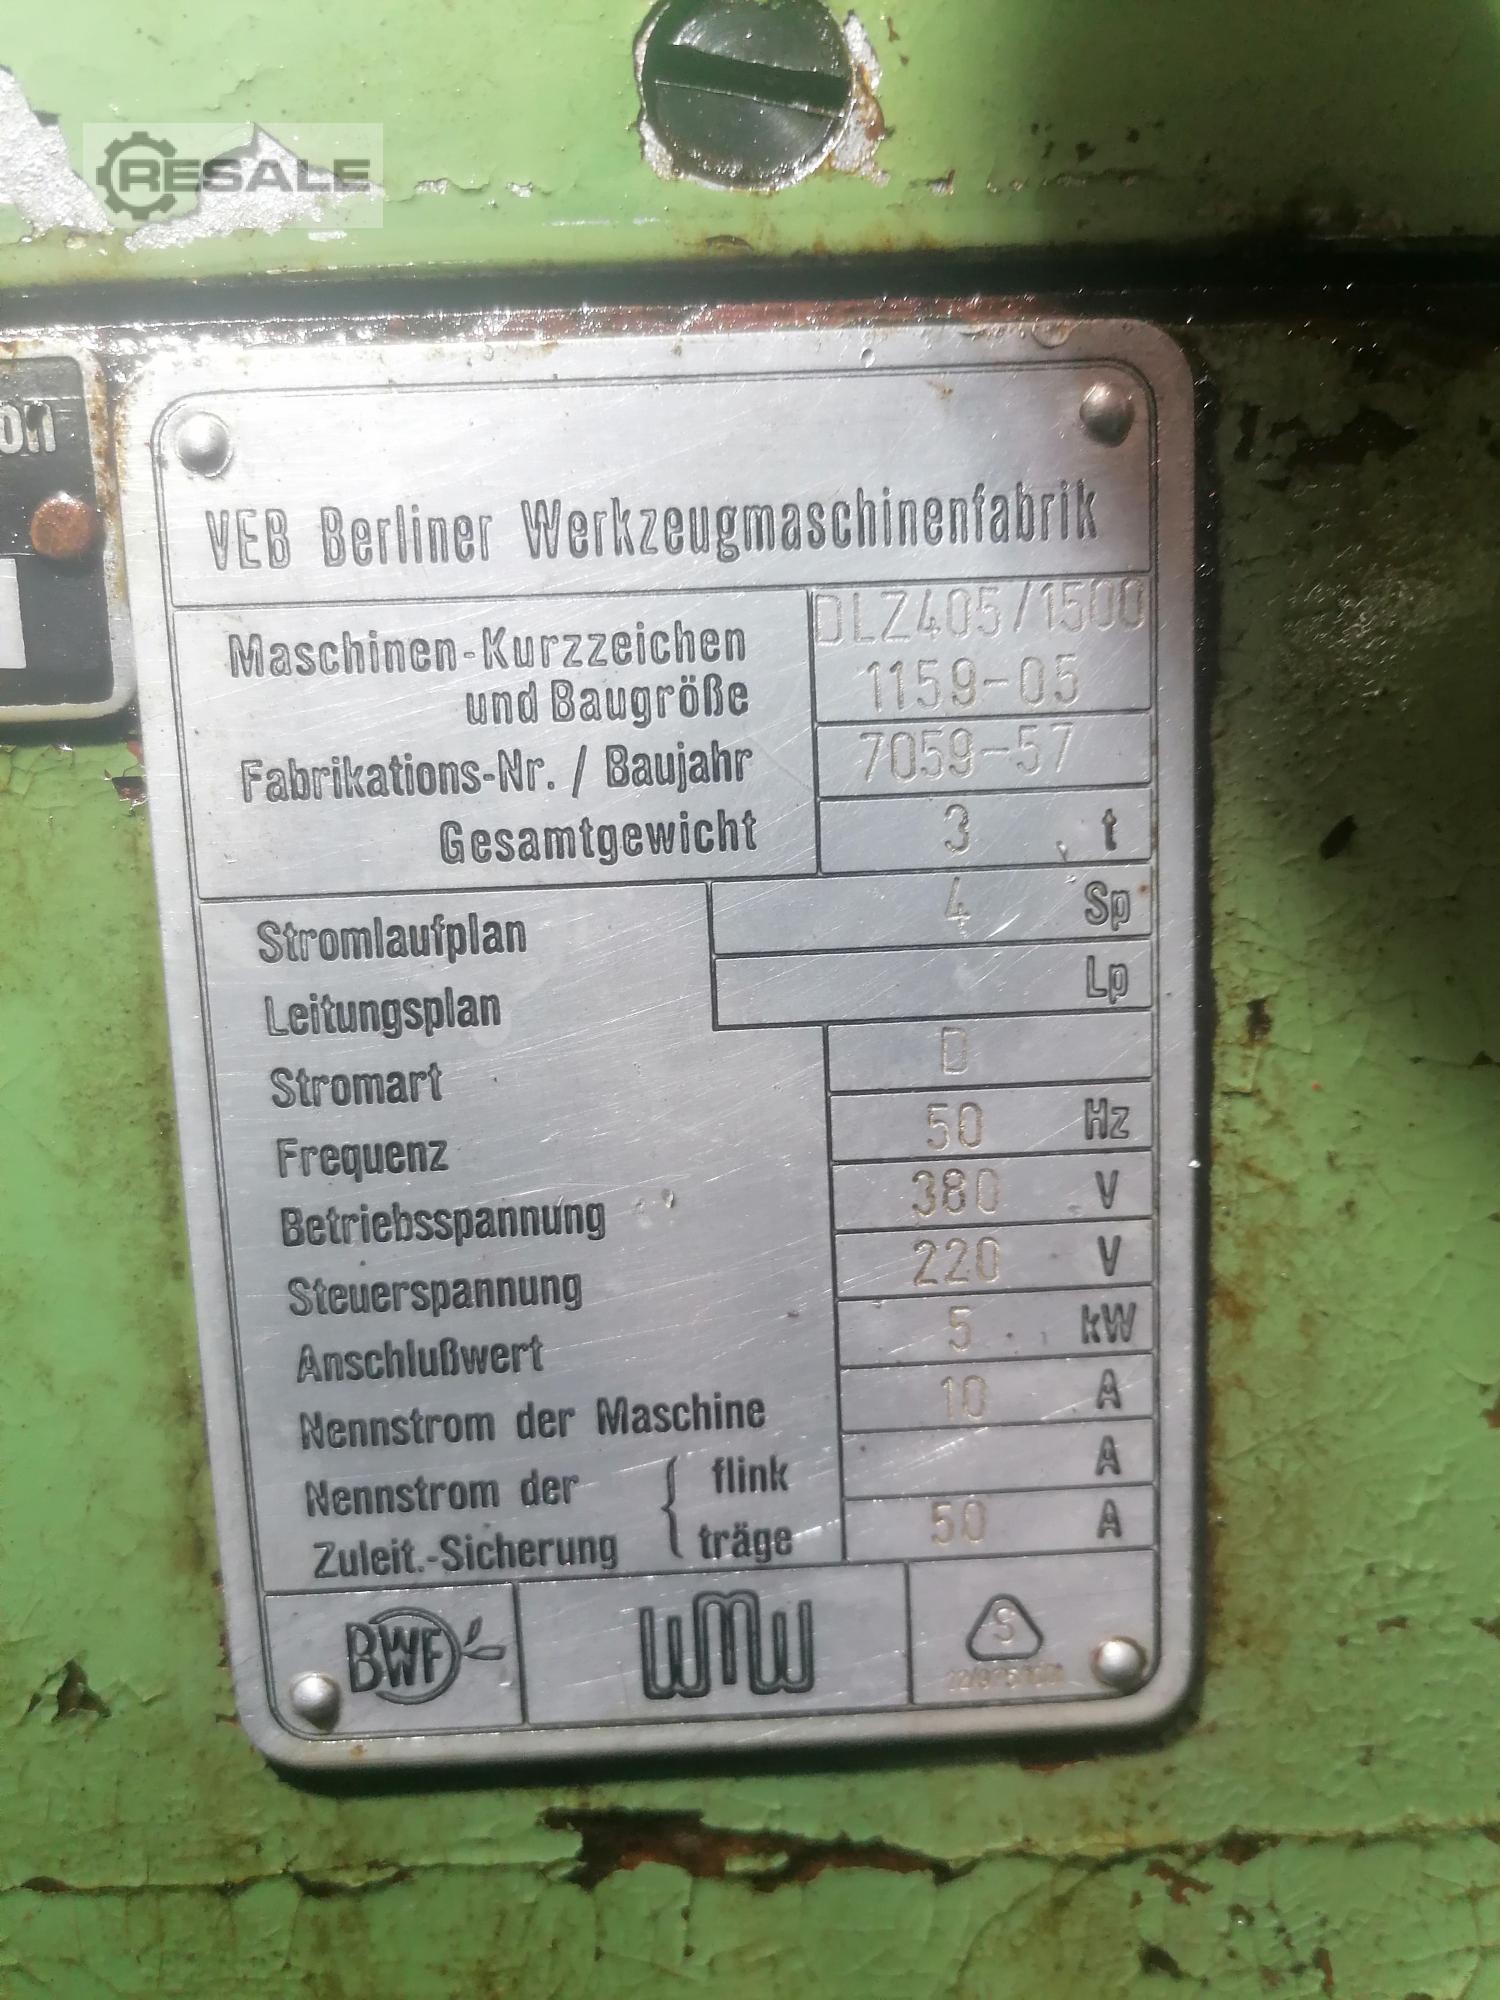 RESALE
on
VEB Berliner Werkzeugmaschinenfabrik
Maschinen-Kurzzeichen DLZ405/1500
und Baugröße 1159-05
Fabrikations-Nr. / Baujahr 7059-57
Gesamtgewicht 3 t
Stromlaufplan 4 Sp
Leitungsplan Lp
Stromart D
Frequenz 50 Hz
Betriebsspannung 380 V
Steuerspannung 220 V
Anschlußwert 5 kW
Nennstrom der Maschine 10 A
Nennstrom der { flink A
Zuleit.-Sicherung träge 50 A
BWF WMW S